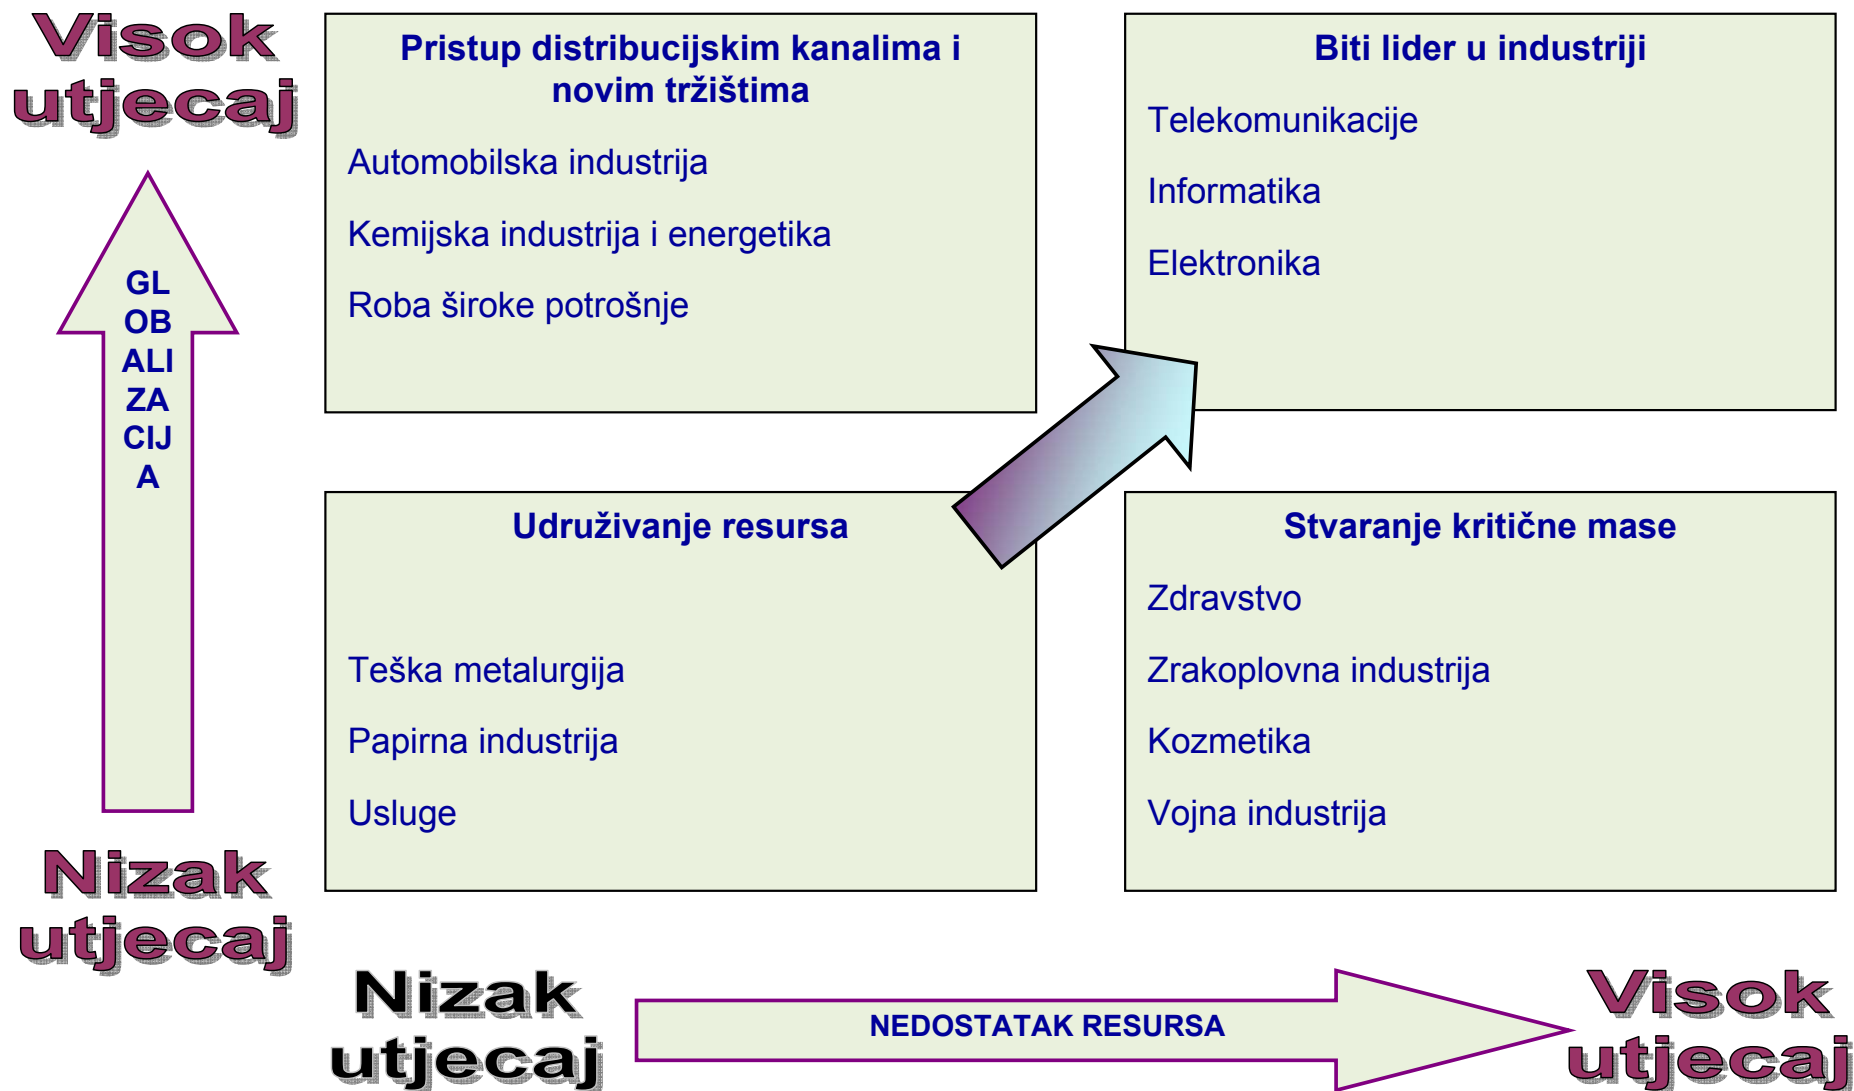 Visok
utjecaj
Pristup distribucijskim kanalima i
novim tržištima
Automobilska industrija
Kemijska industrija i energetika
Roba široke potrošnje
Biti lider u industriji
Telekomunikacije
Informatika
Elektronika
GL
OB
ALI
ZA
CIJ
A
Udruživanje resursa
Teška metalurgija
Papirna industrija
Usluge
Stvaranje kritične mase
Zdravstvo
Zrakoplovna industrija
Kozmetika
Vojna industrija
Nizak
utjecaj
Nizak
utjecaj
NEDOSTATAK RESURSA
Visok
utjecaj